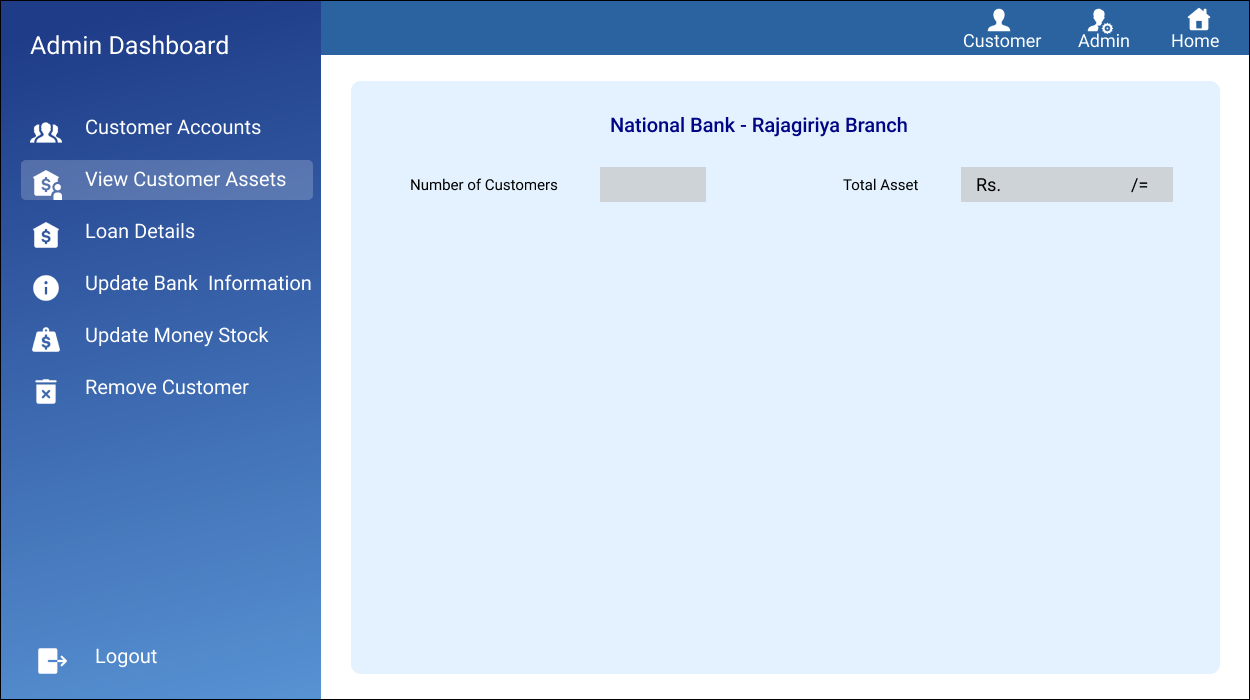 Admin Dashboard
Customer Accounts
View Customer Assets
Loan Details
Update Bank  Information
Update Money Stock
Remove Customer
Logout
Customer Admin Home
National Bank - Rajagiriya Branch
Number of Customers Total Asset Rs. /=